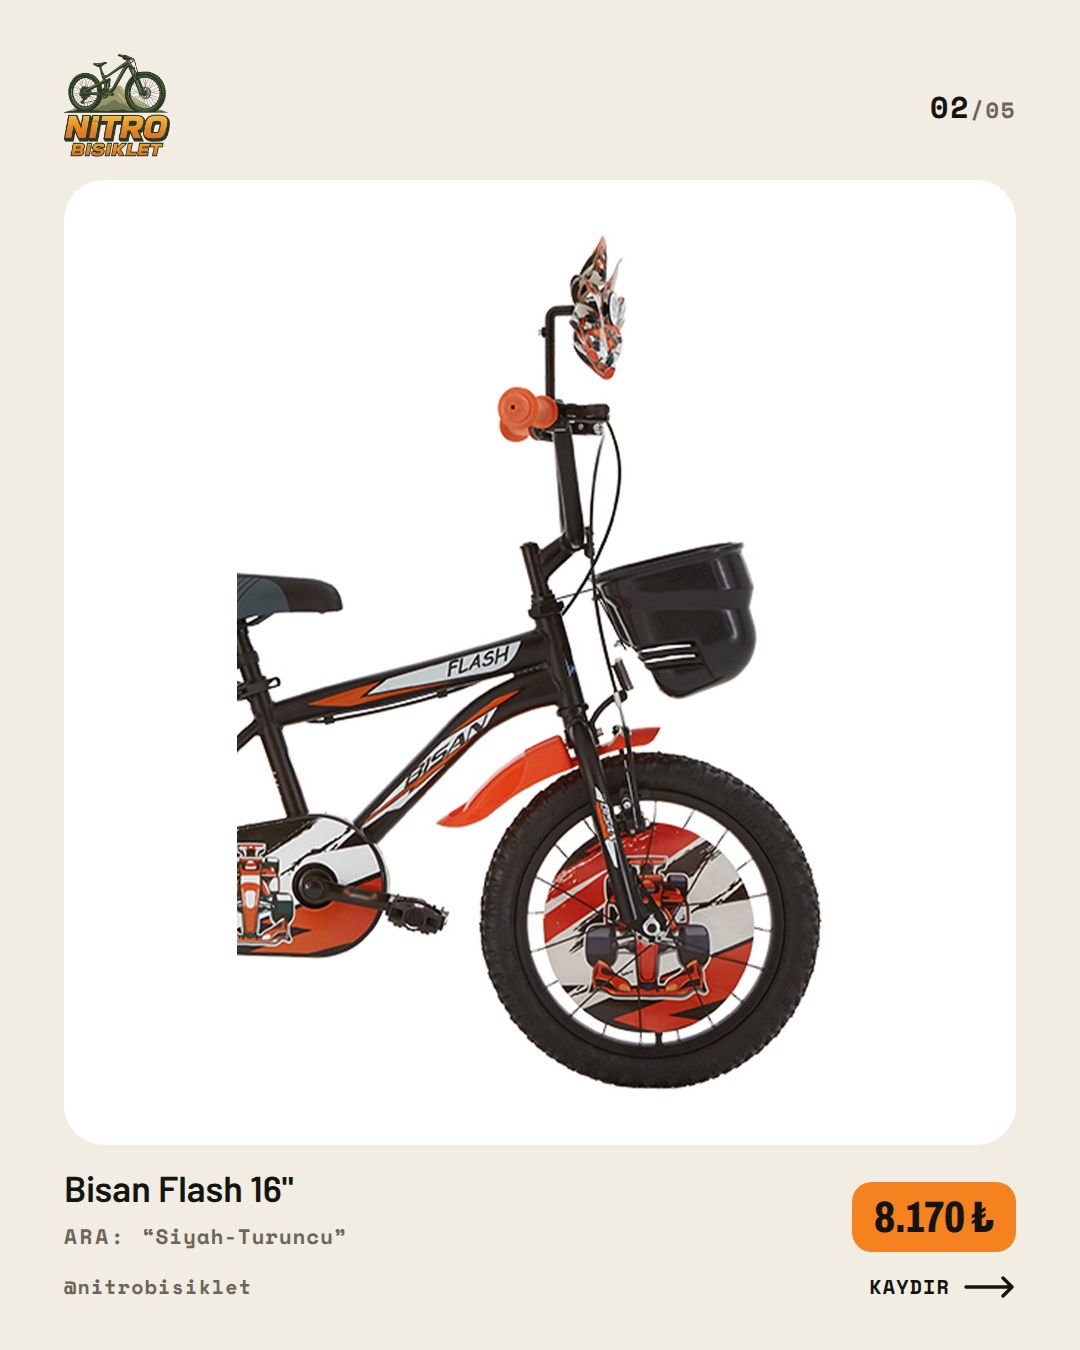 NiTRO
BISIKLET
02/05
FLASH
BiSAN
Bisan Flash 16"
ARA: “Siyah-Turuncu”
8.170 ₺
@nitrobisiklet
KAYDIR